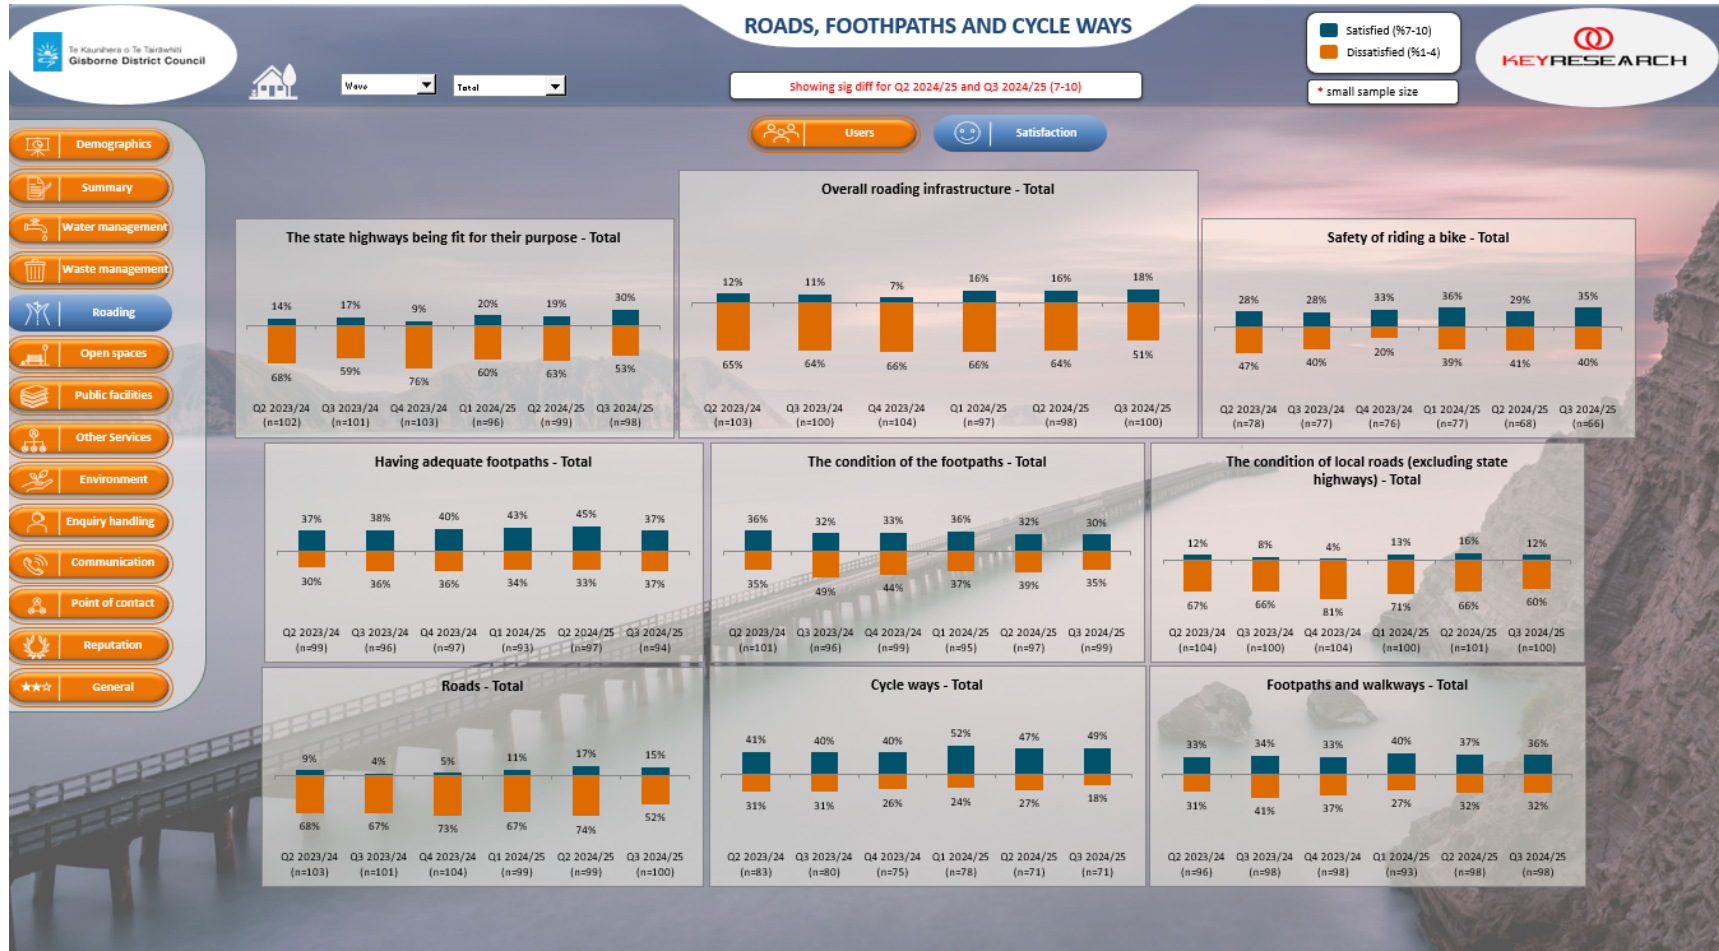 ROADS, FOOTHPATHS AND CYCLE WAYS
Te Kaunihera o Te Tairāwhiti
Gisborne District Council
Wave
Total
Showing sig diff for Q2 2024/25 and Q3 2024/25 (7-10)
Satisfied (%7-10)
Dissatisfied (%1-4)
* small sample size
KEYRESEARCH
Users
Satisfaction
Demographics
Summary
Water management
Waste management
Roading
Open spaces
Public facilities
Other Services
Environment
Enquiry handling
Communication
Point of contact
Reputation
General
The state highways being fit for their purpose - Total
14% 17% 9% 20% 19% 30%
68% 59% 76% 60% 63% 53%
Q2 2023/24 Q3 2023/24 Q4 2023/24 Q1 2024/25 Q2 2024/25 Q3 2024/25
(n=102) (n=101) (n=103) (n=96) (n=99) (n=98)
Overall roading infrastructure - Total
12% 11% 7% 16% 16% 18%
65% 64% 66% 66% 64% 51%
Q2 2023/24 Q3 2023/24 Q4 2023/24 Q1 2024/25 Q2 2024/25 Q3 2024/25
(n=103) (n=100) (n=104) (n=97) (n=98) (n=100)
Safety of riding a bike - Total
28% 28% 33% 36% 29% 35%
47% 40% 20% 39% 41% 40%
Q2 2023/24 Q3 2023/24 Q4 2023/24 Q1 2024/25 Q2 2024/25 Q3 2024/25
(n=78) (n=77) (n=76) (n=77) (n=68) (n=66)
Having adequate footpaths - Total
37% 38% 40% 43% 45% 37%
30% 36% 36% 34% 33% 37%
Q2 2023/24 Q3 2023/24 Q4 2023/24 Q1 2024/25 Q2 2024/25 Q3 2024/25
(n=99) (n=96) (n=97) (n=93) (n=97) (n=94)
The condition of the footpaths - Total
36% 32% 33% 36% 32% 30%
35% 49% 44% 37% 39% 35%
Q2 2023/24 Q3 2023/24 Q4 2023/24 Q1 2024/25 Q2 2024/25 Q3 2024/25
(n=101) (n=96) (n=99) (n=95) (n=97) (n=99)
The condition of local roads (excluding state
highways) - Total
12% 8% 4% 13% 16% 12%
67% 66% 81% 71% 66% 60%
Q2 2023/24 Q3 2023/24 Q4 2023/24 Q1 2024/25 Q2 2024/25 Q3 2024/25
(n=104) (n=100) (n=104) (n=100) (n=101) (n=100)
Roads - Total
9% 4% 5% 11% 17% 15%
68% 67% 73% 67% 74% 52%
Q2 2023/24 Q3 2023/24 Q4 2023/24 Q1 2024/25 Q2 2024/25 Q3 2024/25
(n=103) (n=101) (n=104) (n=99) (n=99) (n=100)
Cycle ways - Total
41% 40% 40% 52% 47% 49%
31% 31% 26% 24% 27% 18%
Q2 2023/24 Q3 2023/24 Q4 2023/24 Q1 2024/25 Q2 2024/25 Q3 2024/25
(n=83) (n=80) (n=75) (n=78) (n=71) (n=71)
Footpaths and walkways - Total
33% 34% 33% 40% 37% 36%
31% 41% 37% 27% 32% 32%
Q2 2023/24 Q3 2023/24 Q4 2023/24 Q1 2024/25 Q2 2024/25 Q3 2024/25
(n=96) (n=98) (n=98) (n=93) (n=98) (n=98)